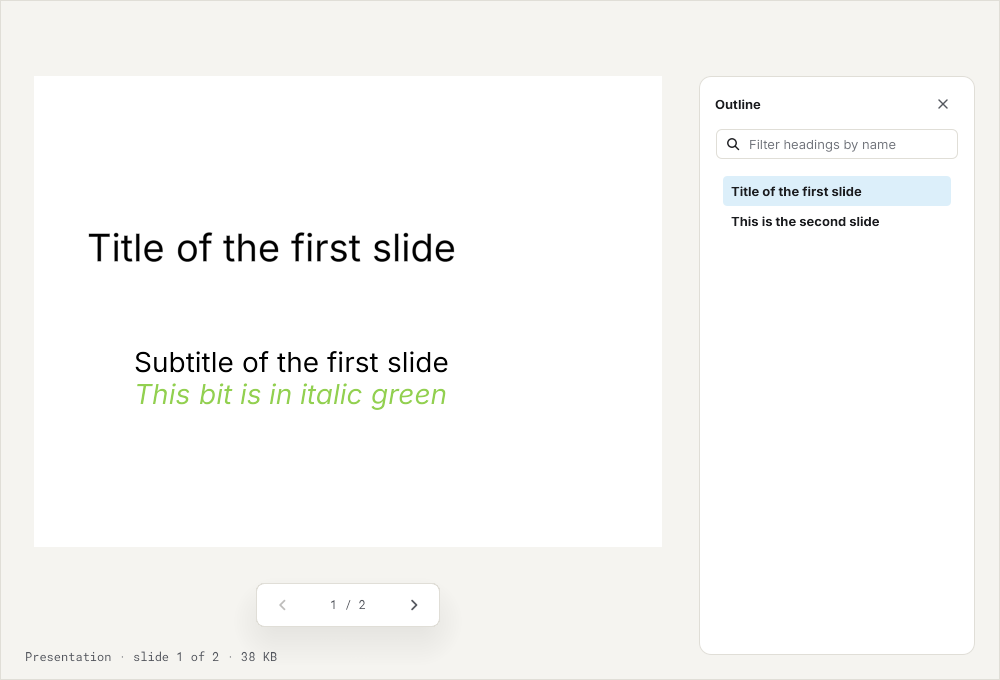 Title of the first slide
Subtitle of the first slide
This bit is in italic green
1 / 2
Presentation · slide 1 of 2 · 38 KB
Outline
Filter headings by name
Title of the first slide
This is the second slide